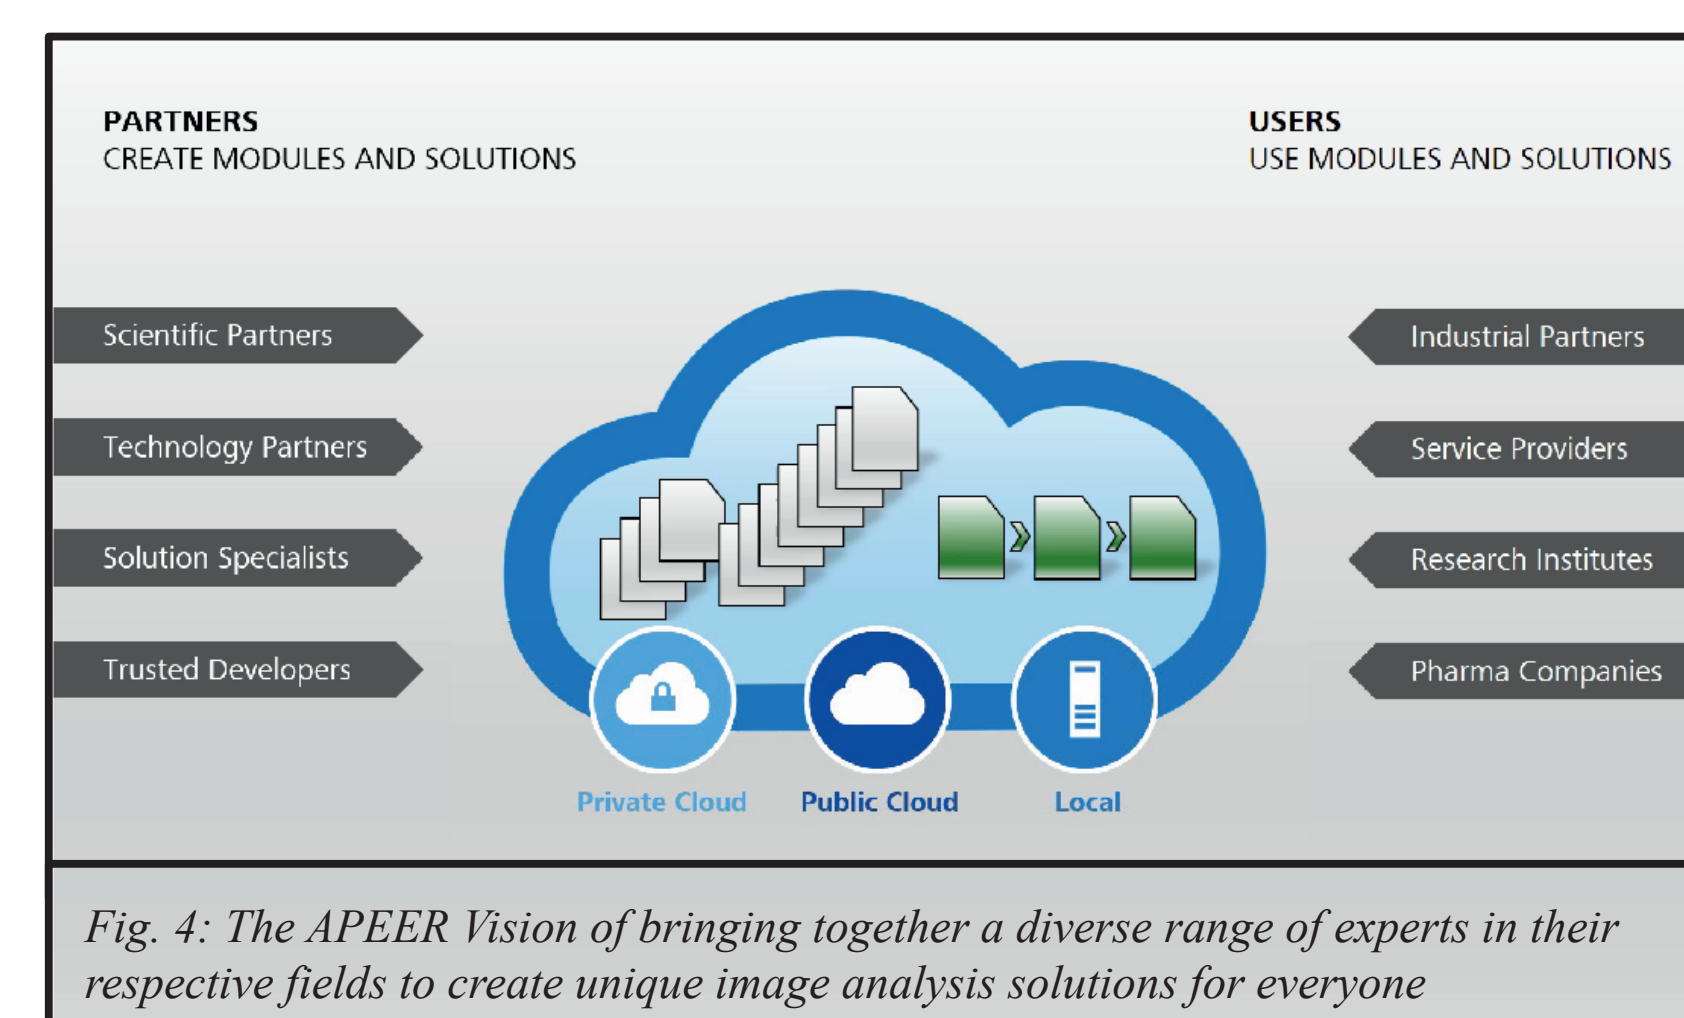 PARTNERS
CREATE MODULES AND SOLUTIONS
USERS
USE MODULES AND SOLUTIONS
Scientific Partners
Technology Partners
Solution Specialists
Trusted Developers
Industrial Partners
Service Providers
Research Institutes
Pharma Companies
Private Cloud
Public Cloud
Local
Fig. 4: The APEER Vision of bringing together a diverse range of experts in their
respective fields to create unique image analysis solutions for everyone